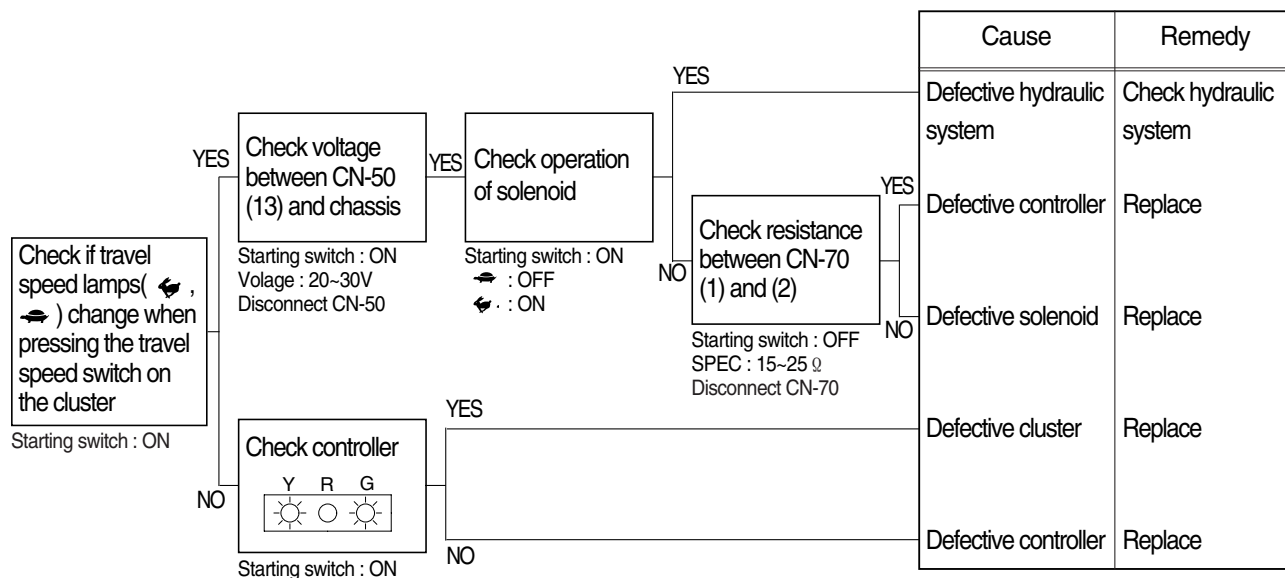 Cause Remedy
YES
Defective hydraulic Check hydraulic
system system
YES
Check voltage
between CN-50
(13) and chassis
Starting switch : ON
Volage : 20~30V
Disconnect CN-50
YES
Check operation
of solenoid
Starting switch : ON
: OFF
: ON
YES
Defective controller Replace
NO
Check resistance
between CN-70
(1) and (2)
Starting switch : OFF
SPEC : 15~25 Ω
Disconnect CN-70
NO
Defective solenoid Replace
Check if travel
speed lamps( ,
) change when
pressing the travel
speed switch on
the cluster
Starting switch : ON
YES
Defective cluster Replace
NO
Check controller
Y R G
Starting switch : ON
NO
Defective controller Replace